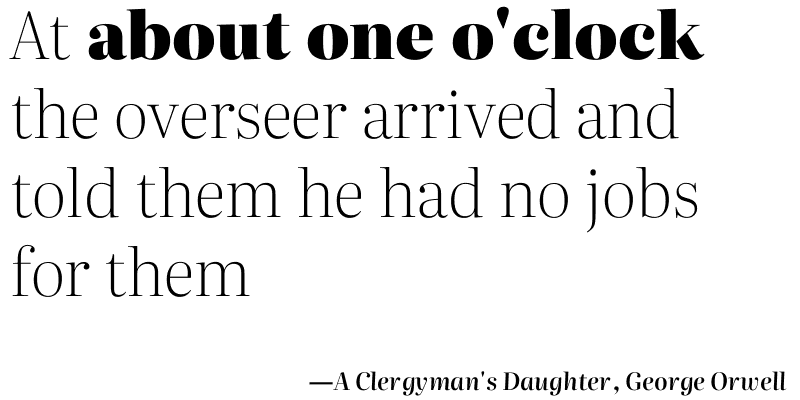 At about one o'clock
the overseer arrived and
told them he had no jobs
for them
—A Clergyman's Daughter, George Orwell